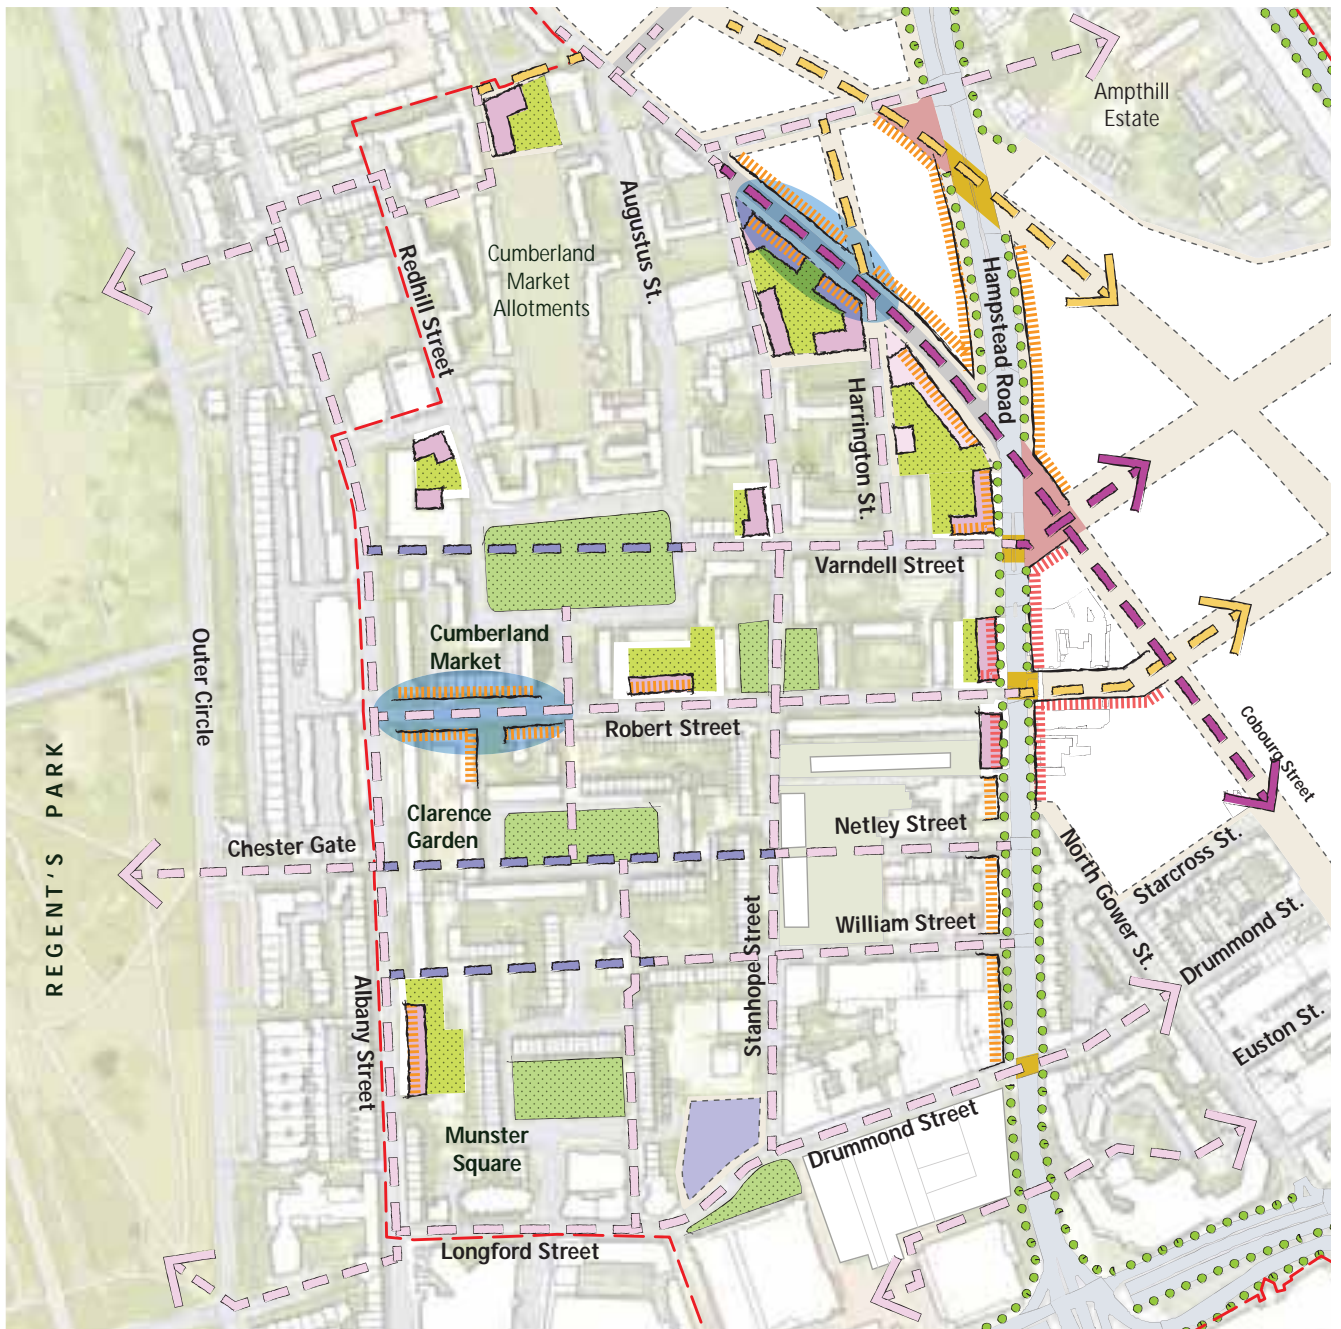 Ampthill
Estate
Augustus St.
Redhill Street
Cumberland
Market
Allotments
Hampstead Road
Harrington St.
Varndell Street
Outer Circle
Cumberland
Market
Robert Street
Cobourg Street
REGENT'S PARK
Clarence
Garden
Chester Gate
Netley Street
North Gower St.
Starcross St.
William Street
Drummond St.
Stanhope Street
Albany Street
Euston St.
Munster
Square
Drummond Street
Longford Street